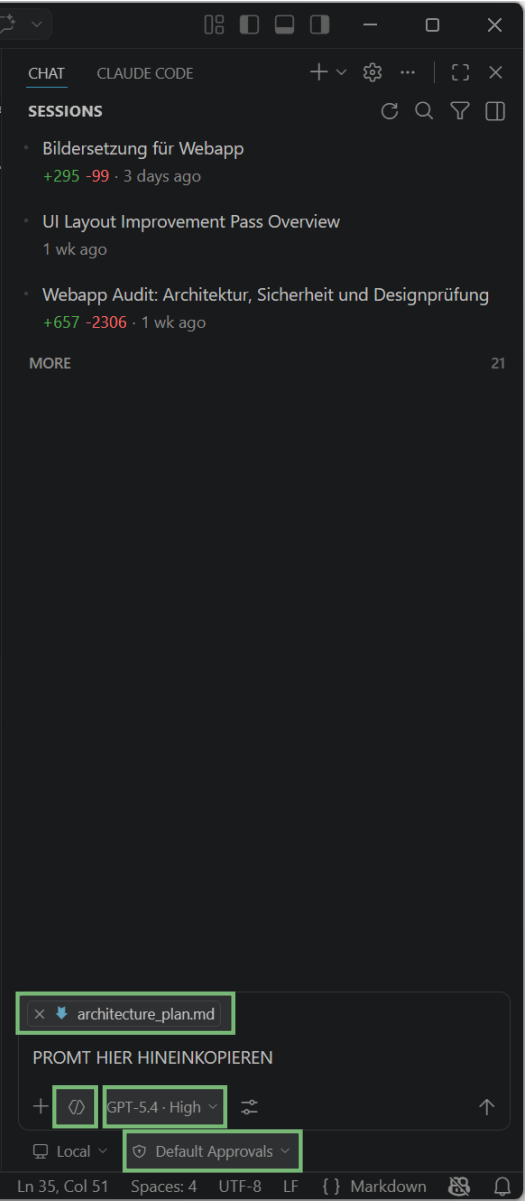 CHAT CLAUDE CODE
SESSIONS
Bildersetzung für Webapp
+295 -99 · 3 days ago
UI Layout Improvement Pass Overview
1 wk ago
Webapp Audit: Architektur, Sicherheit und Designprüfung
+657 -2306 · 1 wk ago
MORE 21
architecture_plan.md
PROMT HIER HINEINKOPIEREN
GPT-5.4 · High
Local Default Approvals
Ln 35, Col 51 Spaces: 4 UTF-8 LF { } Markdown